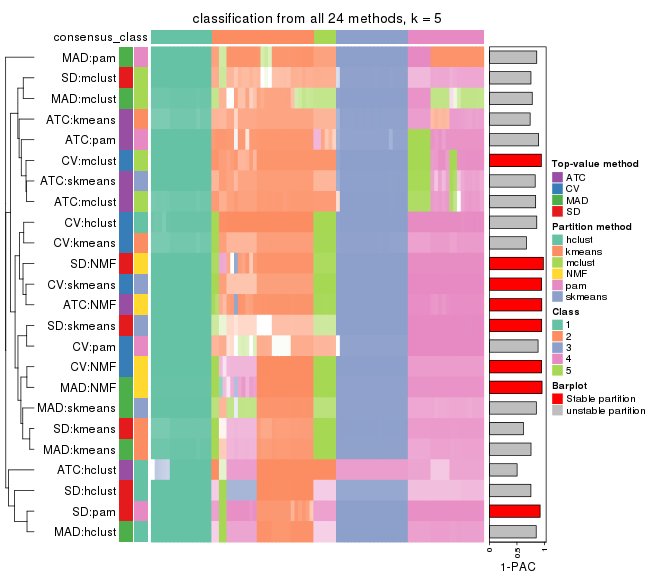 classification from all 24 methods, k = 5
consensus_class
MAD:pam
SD:mclust
MAD:mclust
ATC:kmeans
ATC:pam
CV:mclust
ATC:skmeans
ATC:mclust
CV:hclust
CV:kmeans
SD:NMF
CV:skmeans
ATC:NMF
SD:skmeans
CV:pam
CV:NMF
MAD:NMF
MAD:skmeans
SD:kmeans
MAD:kmeans
ATC:hclust
SD:hclust
SD:pam
MAD:hclust
0
0.5
1
1-PAC
Top-value method
ATC
CV
MAD
SD
Partition method
hclust
kmeans
mclust
NMF
pam
skmeans
Class
1
2
3
4
5
Barplot
Stable partition
unstable partition